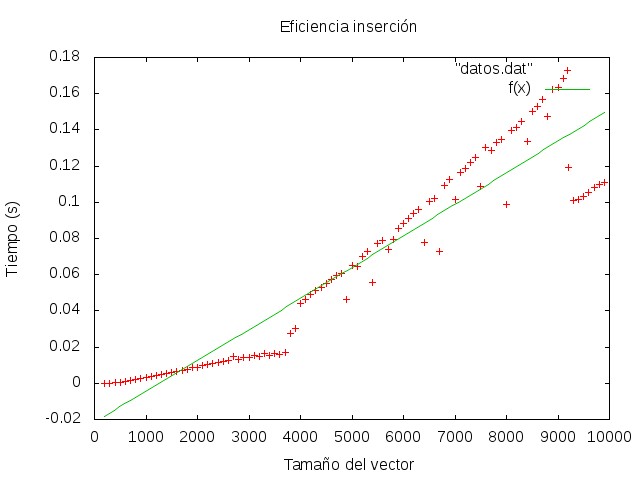 Eficiencia inserción
0.18
0.16
0.14
0.12
0.1
0.08
0.06
0.04
0.02
0
-0.02
Tiempo (s)
"datos.dat"
f(x)
0 1000 2000 3000 4000 5000 6000 7000 8000 9000 10000
Tamaño del vector